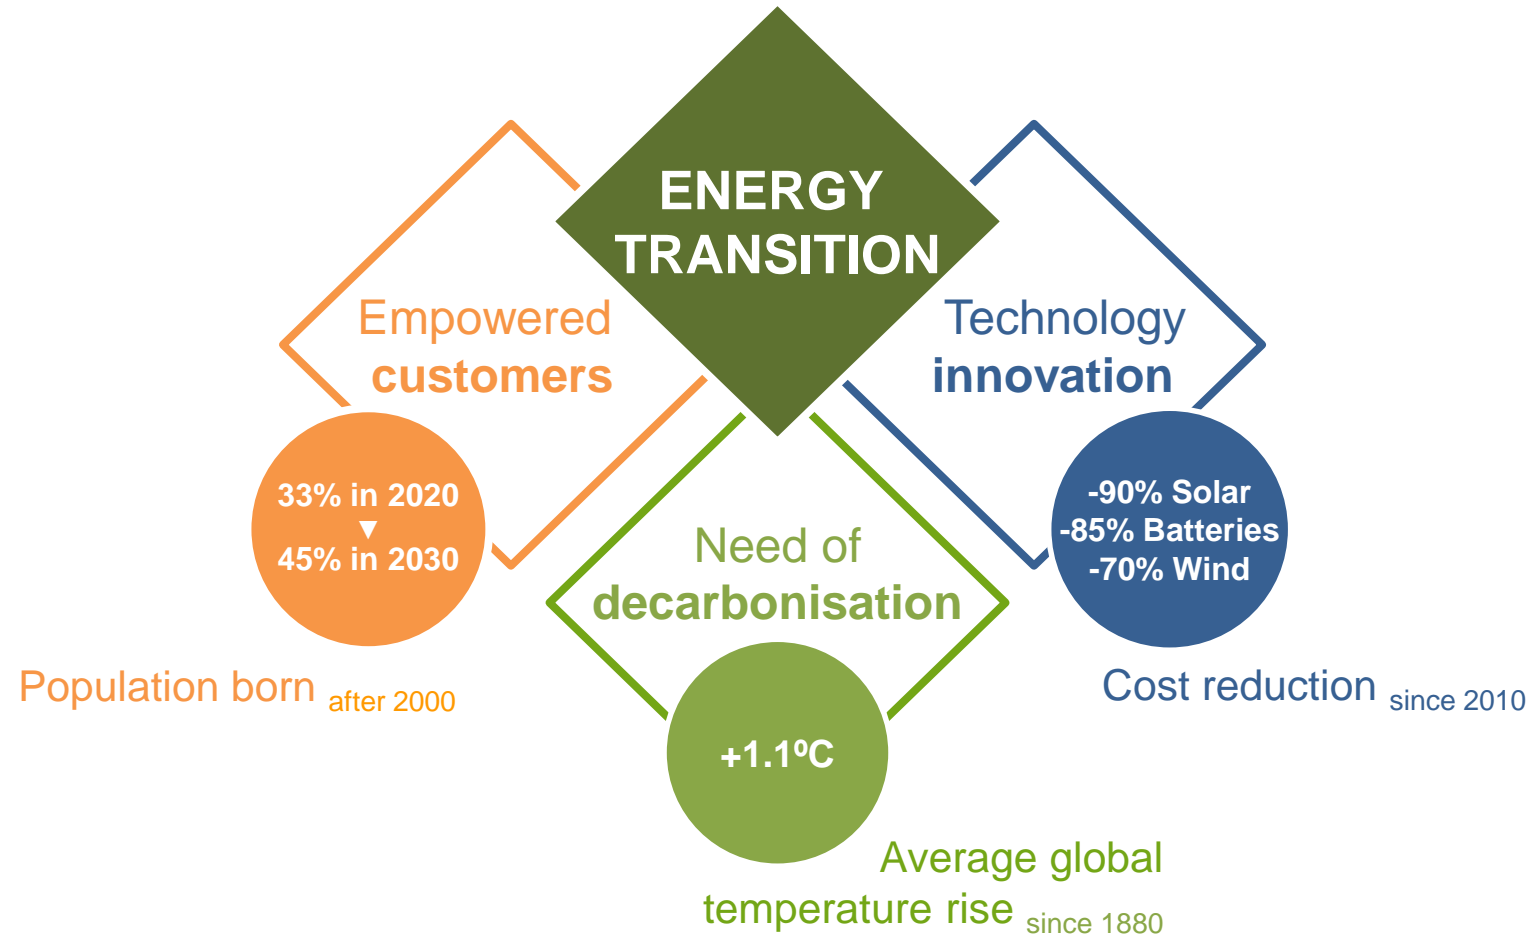 ENERGY
TRANSITION
Empowered
customers
33% in 2020
▼
45% in 2030
Population born after 2000
Technology
innovation
-90% Solar
-85% Batteries
-70% Wind
Cost reduction since 2010
Need of
decarbonisation
+1.1ºC
Average global
temperature rise since 1880